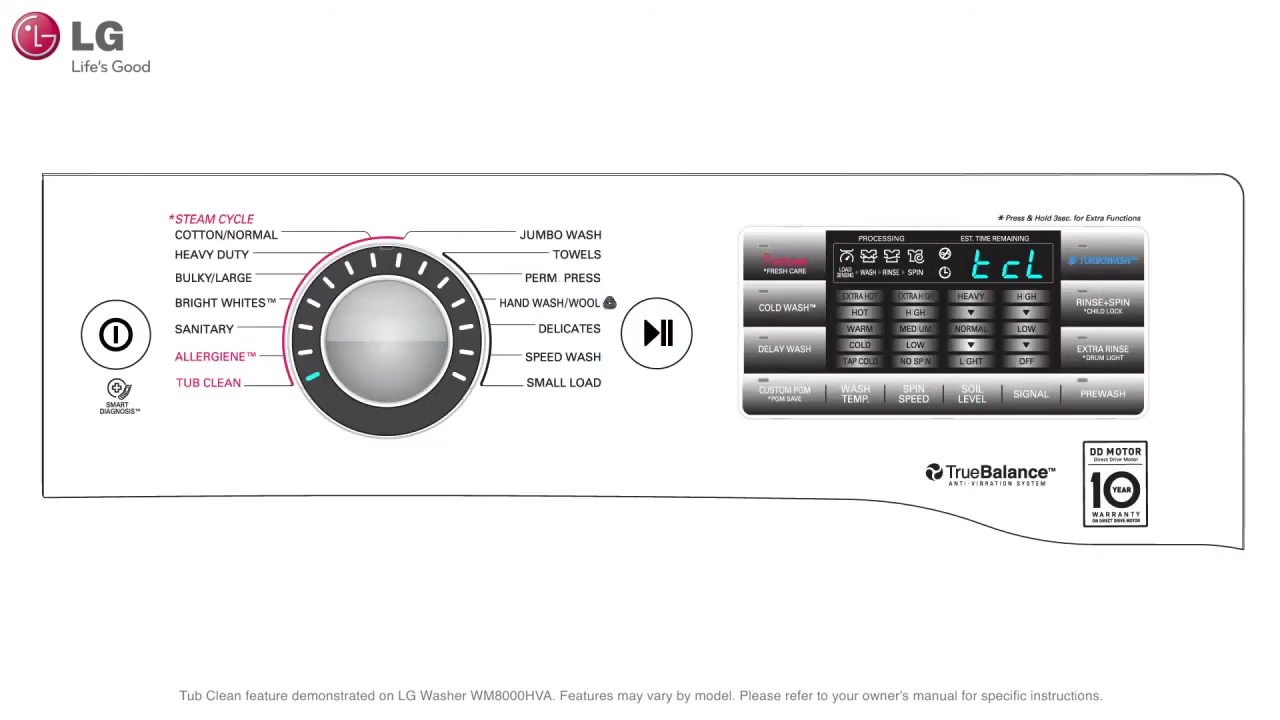 LG
Life's Good
*STEAM CYCLE
COTTON/NORMAL
HEAVY DUTY
BULKY/LARGE
BRIGHT WHITES™
SANITARY
ALLERGIENE™
TUB CLEAN
JUMBO WASH
TOWELS
PERM. PRESS
HAND WASH/WOOL
DELICATES
SPEED WASH
SMALL LOAD
SMART
DIAGNOSIS™
* Press & Hold 3sec. for Extra Functions
PROCESSING
EST. TIME REMAINING
LOAD
SENSING
WASH
RINSE
SPIN
tcL
*FRESH CARE
COLD WASH™
DELAY WASH
CUSTOM PGM
*PGM SAVE
EXTRA HOT
HOT
WARM
COLD
TAP COLD
EXTRA HIGH
HIGH
MEDIUM
LOW
NO SPIN
HEAVY
NORMAL
LIGHT
HIGH
LOW
OFF
TURBOWASH™
RINSE+SPIN
*CHILD LOCK
EXTRA RINSE
*DRUM LIGHT
WASH
TEMP.
SPIN
SPEED
SOIL
LEVEL
SIGNAL
PREWASH
TrueBalance™
ANTI-VIBRATION SYSTEM
DD MOTOR
Direct Drive Motor
10
YEAR
WARRANTY
ON DIRECT DRIVE MOTOR
Tub Clean feature demonstrated on LG Washer WM8000HVA. Features may vary by model. Please refer to your owner's manual for specific instructions.